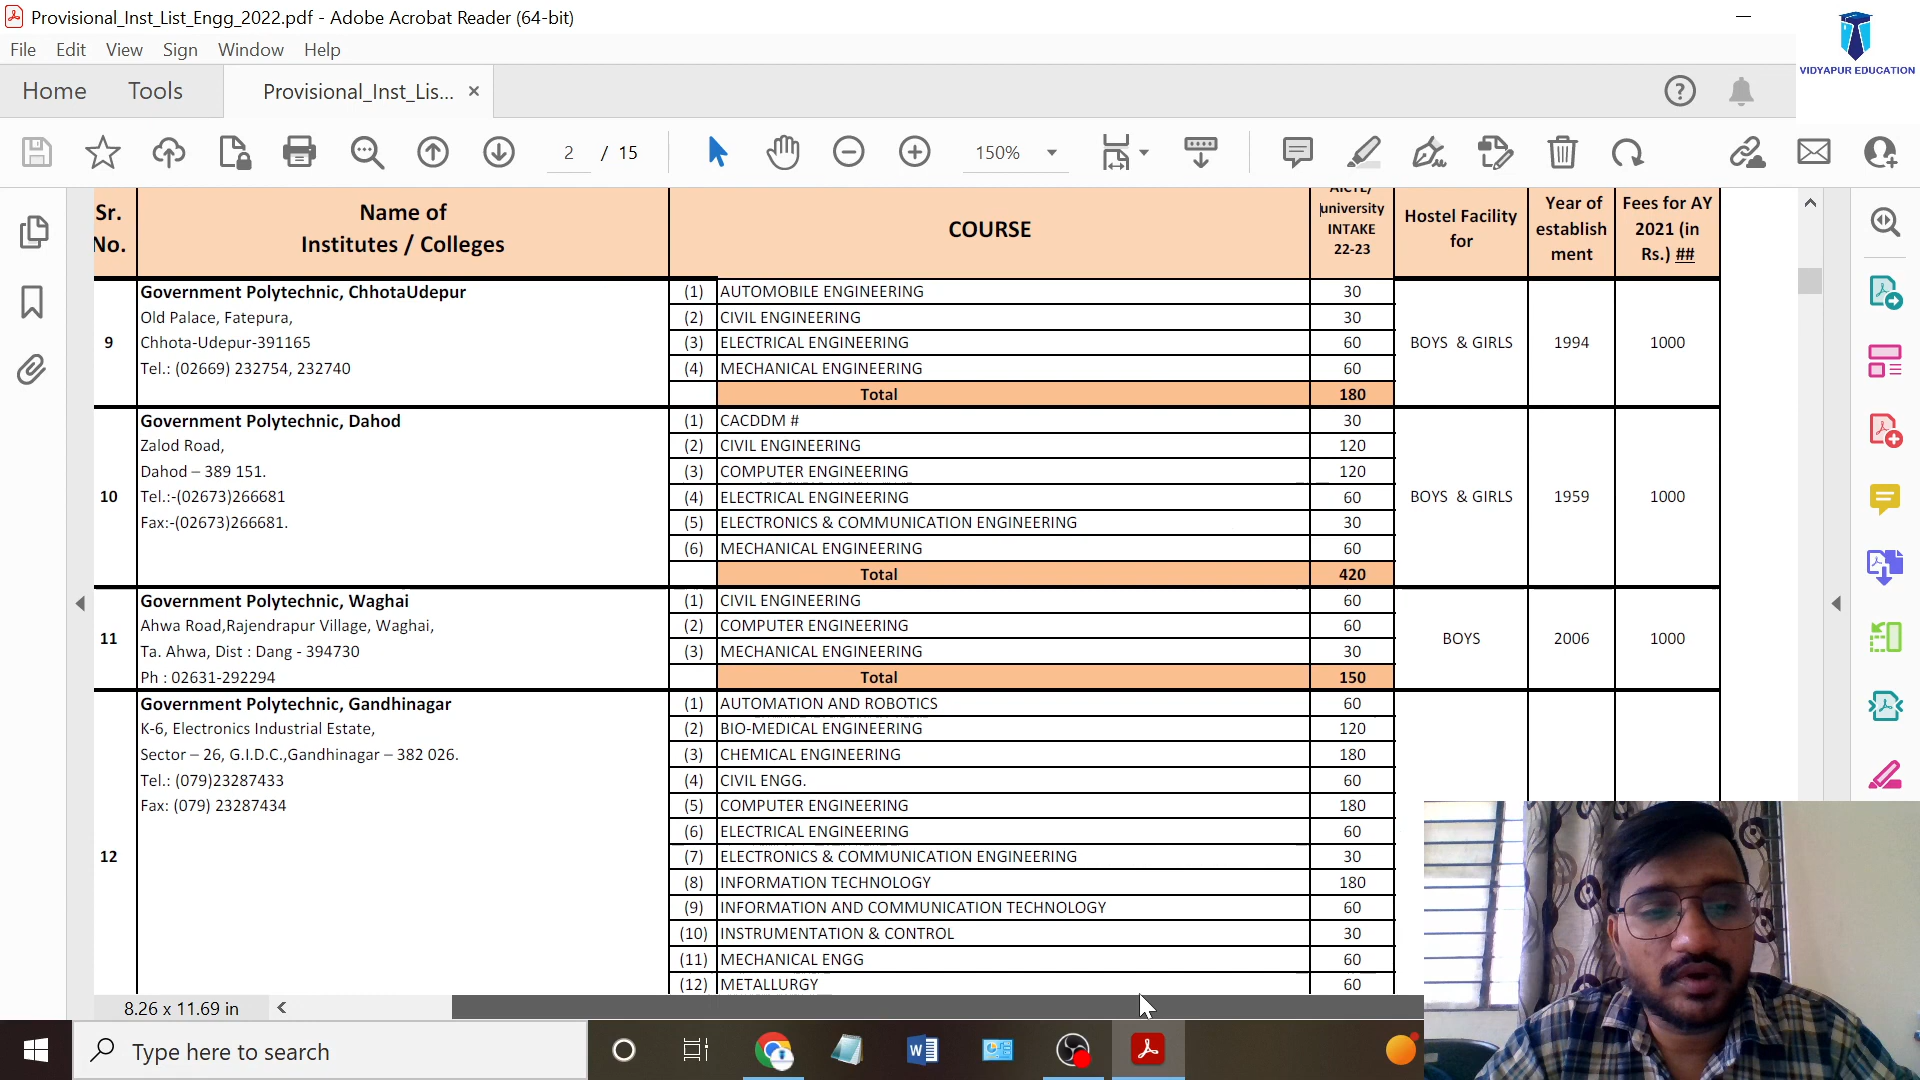 Provisional_Inst_List_Engg_2022.pdf - Adobe Acrobat Reader (64-bit)
VIDYAPUR EDUCATION
File Edit View Sign Window Help
Home Tools Provisional_Inst_Lis... ×
2 / 15 150%
Sr. No.
Name of Institutes / Colleges
COURSE
AICTE/ university INTAKE 22-23
Hostel Facility for
Year of establish ment
Fees for AY 2021 (in Rs.) ##
9
Government Polytechnic, ChhotaUdepur
Old Palace, Fatepura,
Chhota-Udepur-391165
Tel.: (02669) 232754, 232740
(1) AUTOMOBILE ENGINEERING 30
(2) CIVIL ENGINEERING 30
(3) ELECTRICAL ENGINEERING 60
(4) MECHANICAL ENGINEERING 60
Total 180
BOYS & GIRLS 1994 1000
10
Government Polytechnic, Dahod
Zalod Road,
Dahod – 389 151.
Tel.:-(02673)266681
Fax:-(02673)266681.
(1) CACDDM # 30
(2) CIVIL ENGINEERING 120
(3) COMPUTER ENGINEERING 120
(4) ELECTRICAL ENGINEERING 60
(5) ELECTRONICS & COMMUNICATION ENGINEERING 30
(6) MECHANICAL ENGINEERING 60
Total 420
BOYS & GIRLS 1959 1000
11
Government Polytechnic, Waghai
Ahwa Road,Rajendrapur Village, Waghai,
Ta. Ahwa, Dist : Dang - 394730
Ph : 02631-292294
(1) CIVIL ENGINEERING 60
(2) COMPUTER ENGINEERING 60
(3) MECHANICAL ENGINEERING 30
Total 150
BOYS 2006 1000
12
Government Polytechnic, Gandhinagar
K-6, Electronics Industrial Estate,
Sector – 26, G.I.D.C.,Gandhinagar – 382 026.
Tel.: (079)23287433
Fax: (079) 23287434
(1) AUTOMATION AND ROBOTICS 60
(2) BIO-MEDICAL ENGINEERING 120
(3) CHEMICAL ENGINEERING 180
(4) CIVIL ENGG. 60
(5) COMPUTER ENGINEERING 180
(6) ELECTRICAL ENGINEERING 60
(7) ELECTRONICS & COMMUNICATION ENGINEERING 30
(8) INFORMATION TECHNOLOGY 180
(9) INFORMATION AND COMMUNICATION TECHNOLOGY 60
(10) INSTRUMENTATION & CONTROL 30
(11) MECHANICAL ENGG 60
(12) METALLURGY 60
8.26 x 11.69 in
Type here to search